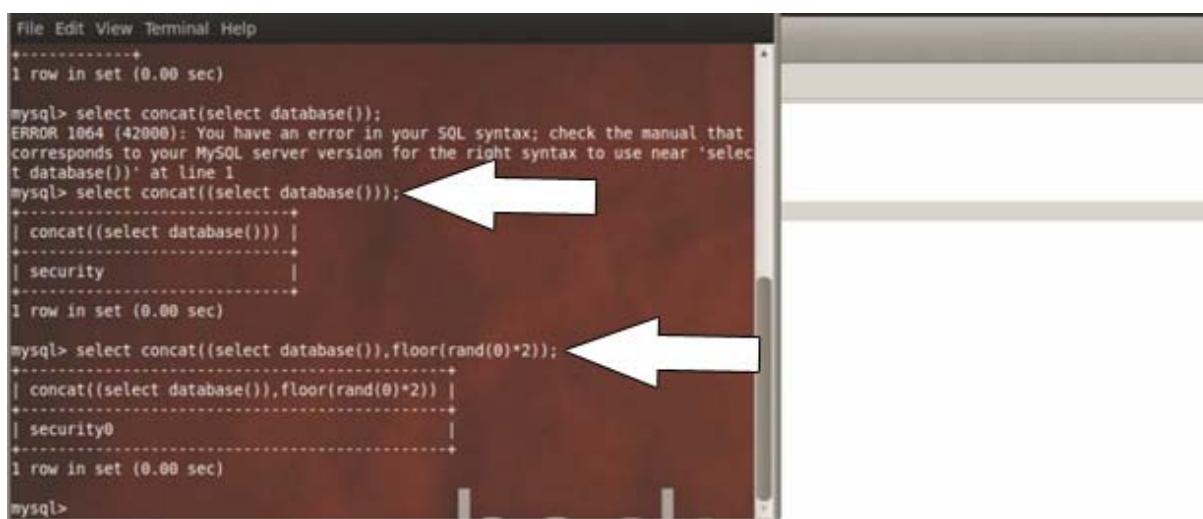 File Edit View Terminal Help
+------------+
1 row in set (0.00 sec)
mysql> select concat(select database());
ERROR 1064 (42000): You have an error in your SQL syntax; check the manual that
corresponds to your MySQL server version for the right syntax to use near 'selec
t database())' at line 1
mysql> select concat((select database()));
+-----------------------------+
| concat((select database())) |
+-----------------------------+
| security |
+-----------------------------+
1 row in set (0.00 sec)
mysql> select concat((select database()),floor(rand(0)*2));
+----------------------------------------------+
| concat((select database()),floor(rand(0)*2)) |
+----------------------------------------------+
| security0 |
+----------------------------------------------+
1 row in set (0.00 sec)
mysql>